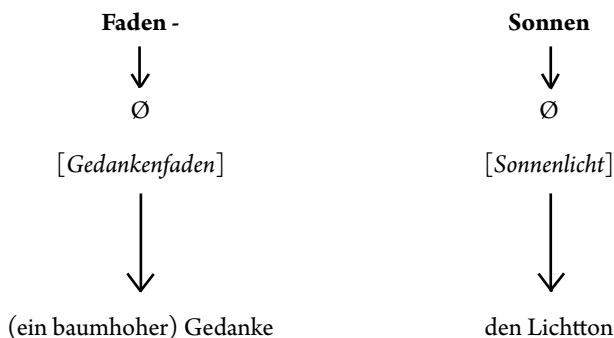 Faden - Sonnen
Ø Ø
[Gedankenfaden] [Sonnenlicht]
(ein baumhoher) Gedanke den Lichtton